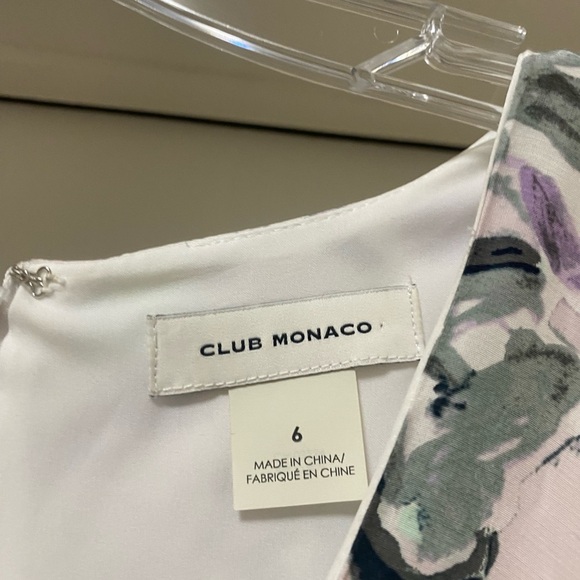 CLUB MONACO
6
MADE IN CHINA/
FABRIQUÉ EN CHINE